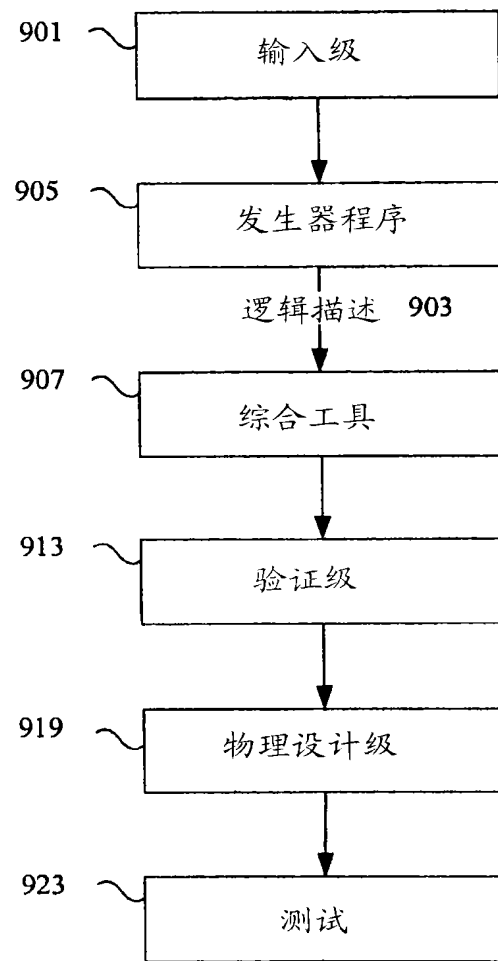 901 输入级
905 发生器程序
逻辑描述 903
907 综合工具
913 验证级
919 物理设计级
923 测试